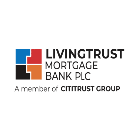 LIVINGTRUST
MORTGAGE
BANK PLC
A member of CITITRUST GROUP